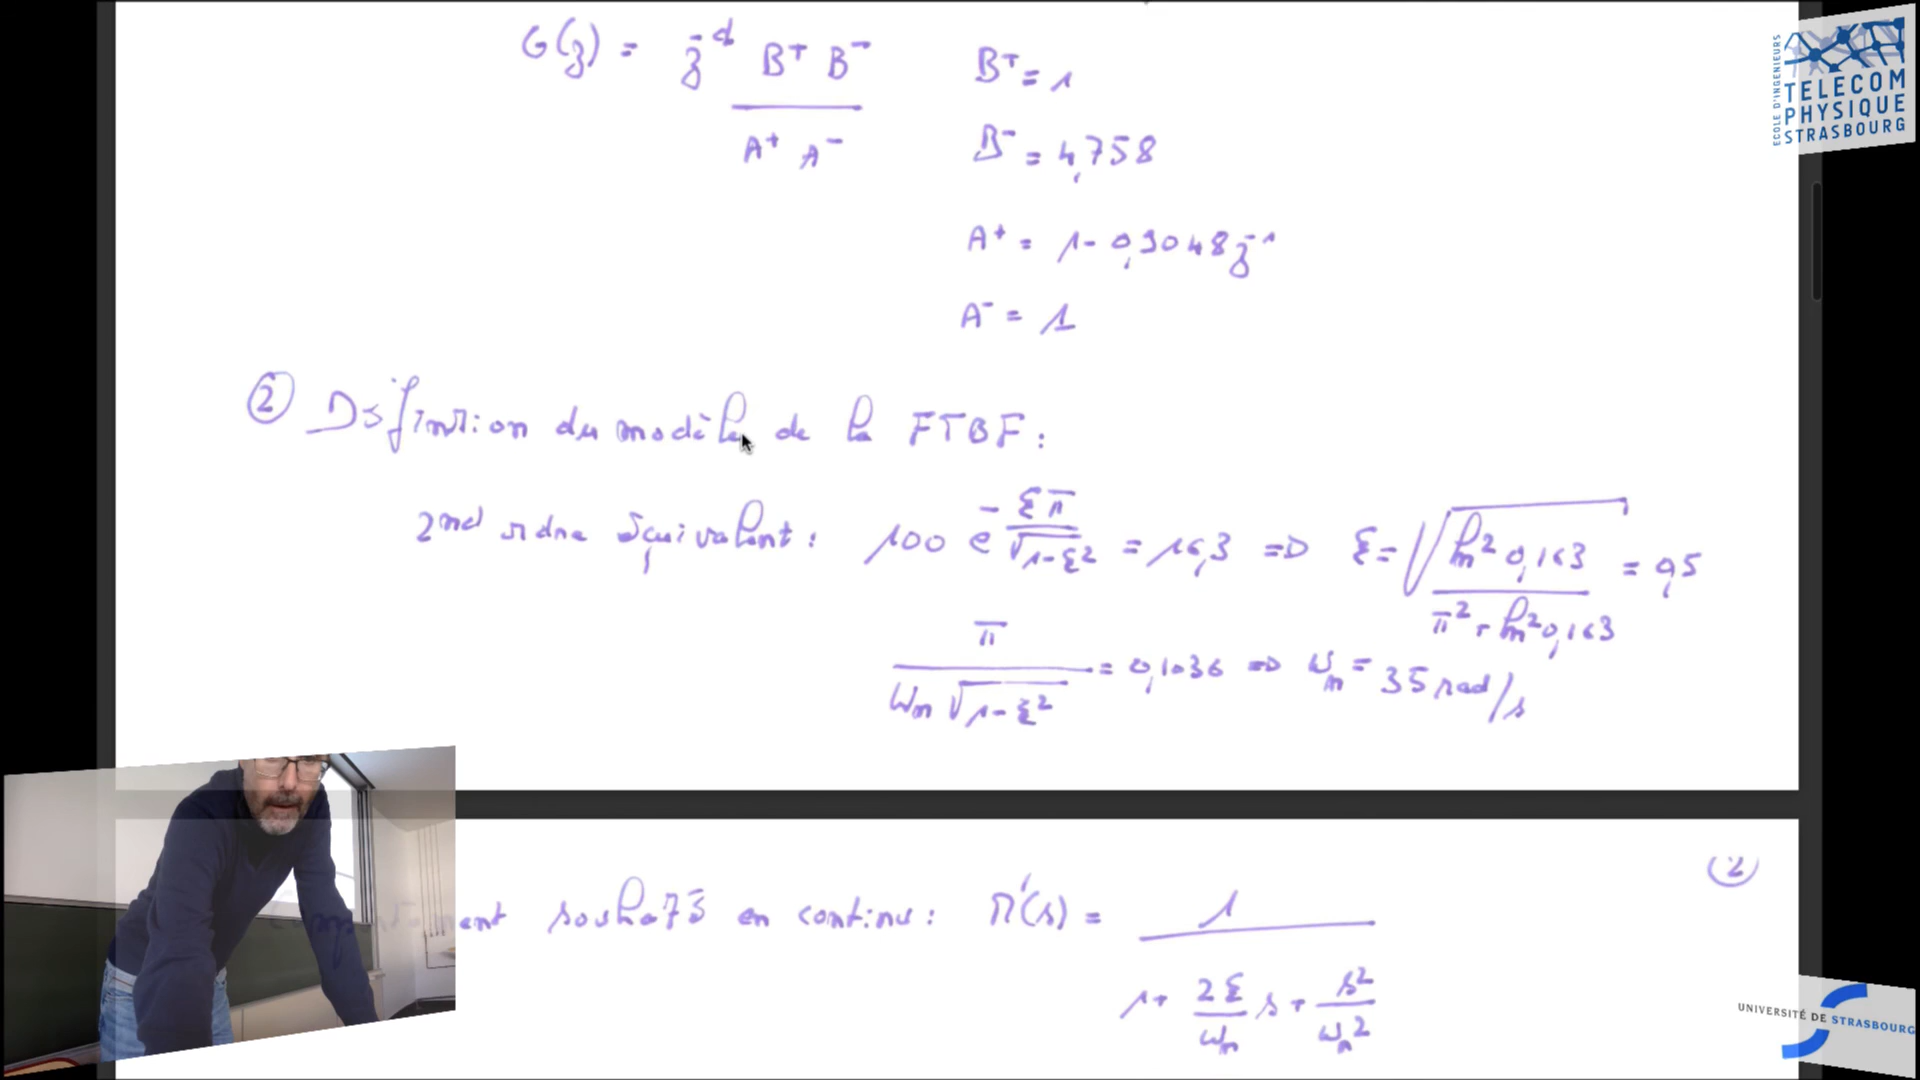 G(z) = z^-d B⁺ B⁻ / A⁺ A⁻
B⁺ = 1
B⁻ = 4,758
A⁺ = 1 - 0,9048 z⁻¹
A⁻ = 1
② Définition du modèle de la FTBF :
2nd ordre équivalent : 100 e^(-ξπ/√(1-ξ²)) = 16,3 => ξ = √(ln² 0,163 / (π² + ln² 0,163)) = 0,5
π / (ωn √(1-ξ²)) = 0,1036 => ωn = 35 rad/s
②
souhaité en continu : M'(s) = 1 / (1 + (2ξ/ωn) s + s²/ωn²)
ECOLE D'INGÉNIEURS
TELECOM
PHYSIQUE
STRASBOURG
UNIVERSITÉ DE STRASBOURG